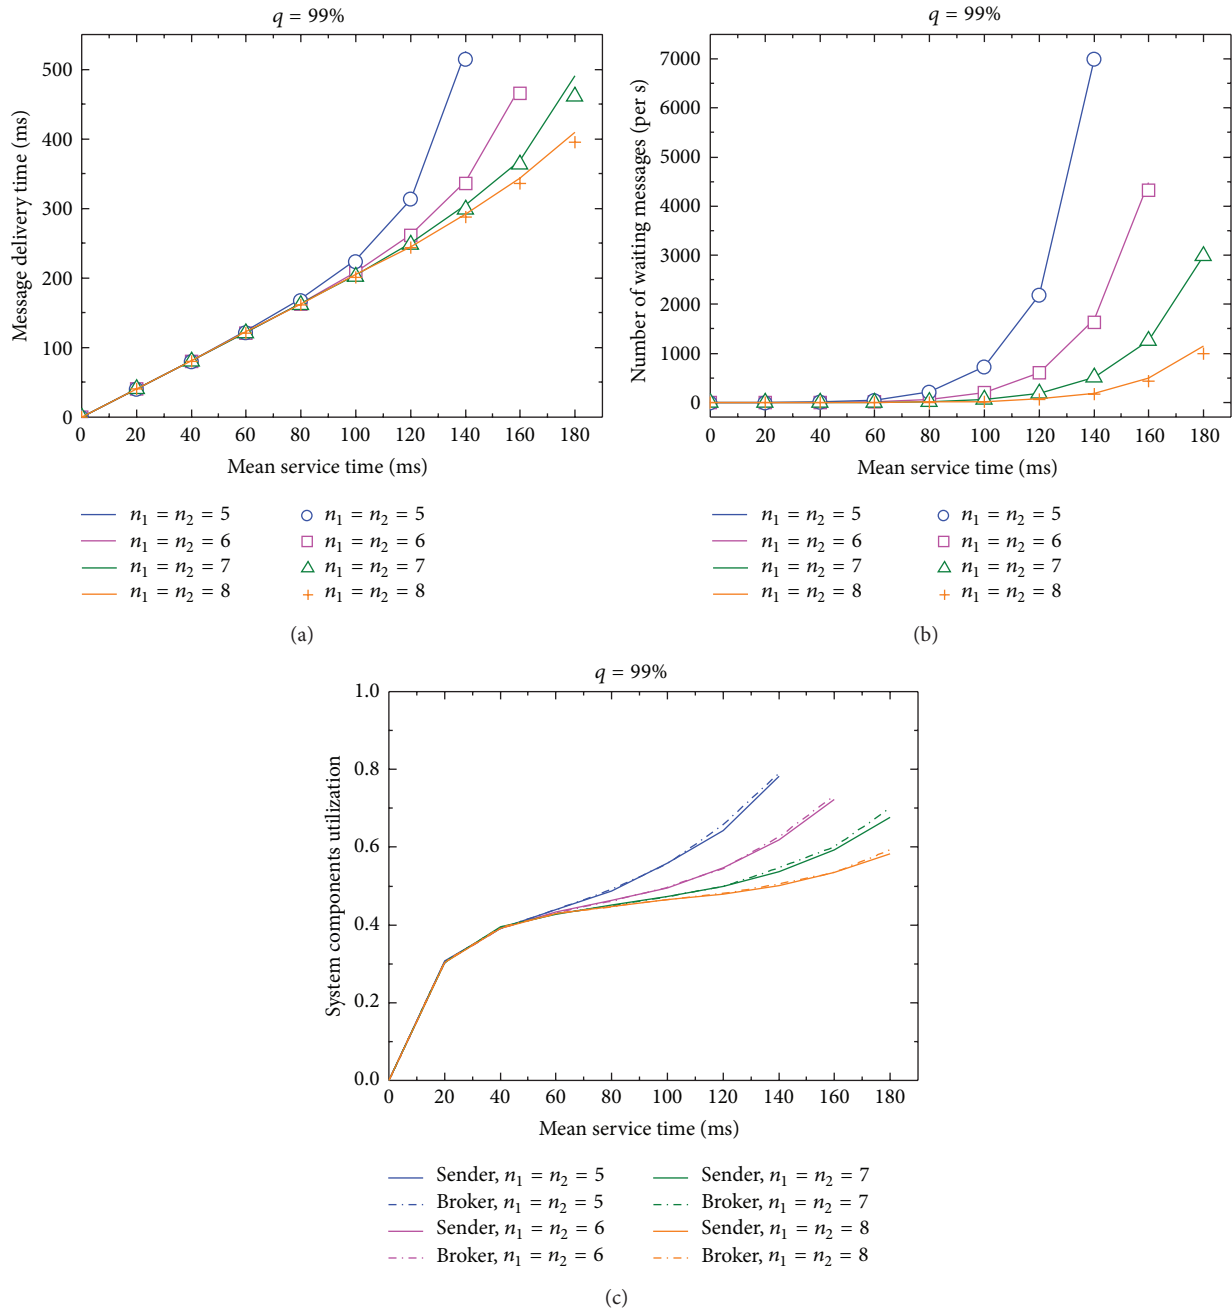 q = 99%
Message delivery time (ms)
500
400
300
200
100
0
0 20 40 60 80 100 120 140 160 180
Mean service time (ms)
n₁ = n₂ = 5
n₁ = n₂ = 6
n₁ = n₂ = 7
n₁ = n₂ = 8
n₁ = n₂ = 5
n₁ = n₂ = 6
n₁ = n₂ = 7
n₁ = n₂ = 8
(a)
q = 99%
Number of waiting messages (per s)
7000
6000
5000
4000
3000
2000
1000
0
0 20 40 60 80 100 120 140 160 180
Mean service time (ms)
n₁ = n₂ = 5
n₁ = n₂ = 6
n₁ = n₂ = 7
n₁ = n₂ = 8
n₁ = n₂ = 5
n₁ = n₂ = 6
n₁ = n₂ = 7
n₁ = n₂ = 8
(b)
q = 99%
System components utilization
1.0
0.8
0.6
0.4
0.2
0.0
0 20 40 60 80 100 120 140 160 180
Mean service time (ms)
Sender, n₁ = n₂ = 5
Broker, n₁ = n₂ = 5
Sender, n₁ = n₂ = 6
Broker, n₁ = n₂ = 6
Sender, n₁ = n₂ = 7
Broker, n₁ = n₂ = 7
Sender, n₁ = n₂ = 8
Broker, n₁ = n₂ = 8
(c)